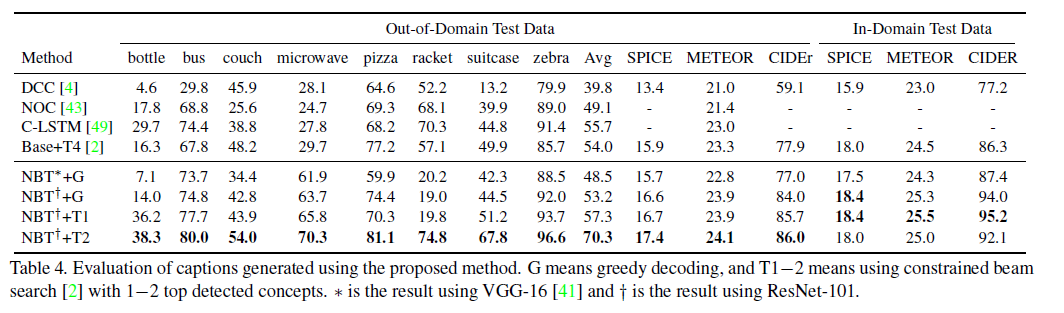 Out-of-Domain Test Data In-Domain Test Data
Method bottle bus couch microwave pizza racket suitcase zebra Avg SPICE METEOR CIDEr SPICE METEOR CIDER
DCC [4] 4.6 29.8 45.9 28.1 64.6 52.2 13.2 79.9 39.8 13.4 21.0 59.1 15.9 23.0 77.2
NOC [43] 17.8 68.8 25.6 24.7 69.3 68.1 39.9 89.0 49.1 - 21.4 - - -
C-LSTM [49] 29.7 74.4 38.8 27.8 68.2 70.3 44.8 91.4 55.7 - 23.0 - - - -
Base+T4 [2] 16.3 67.8 48.2 29.7 77.2 57.1 49.9 85.7 54.0 15.9 23.3 77.9 18.0 24.5 86.3
NBT*+G 7.1 73.7 34.4 61.9 59.9 20.2 42.3 88.5 48.5 15.7 22.8 77.0 17.5 24.3 87.4
NBT†+G 14.0 74.8 42.8 63.7 74.4 19.0 44.5 92.0 53.2 16.6 23.9 84.0 18.4 25.3 94.0
NBT†+T1 36.2 77.7 43.9 65.8 70.3 19.8 51.2 93.7 57.3 16.7 23.9 85.7 18.4 25.5 95.2
NBT†+T2 38.3 80.0 54.0 70.3 81.1 74.8 67.8 96.6 70.3 17.4 24.1 86.0 18.0 25.0 92.1
Table 4. Evaluation of captions generated using the proposed method. G means greedy decoding, and T1−2 means using constrained beam
search [2] with 1−2 top detected concepts. ∗ is the result using VGG-16 [41] and † is the result using ResNet-101.